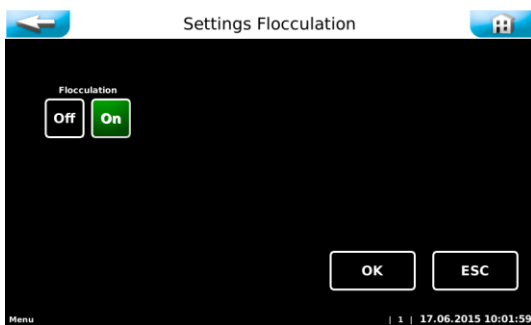 Settings Flocculation
Flocculation
Off On
OK ESC
Menu | 1 | 17.06.2015 10:01:59